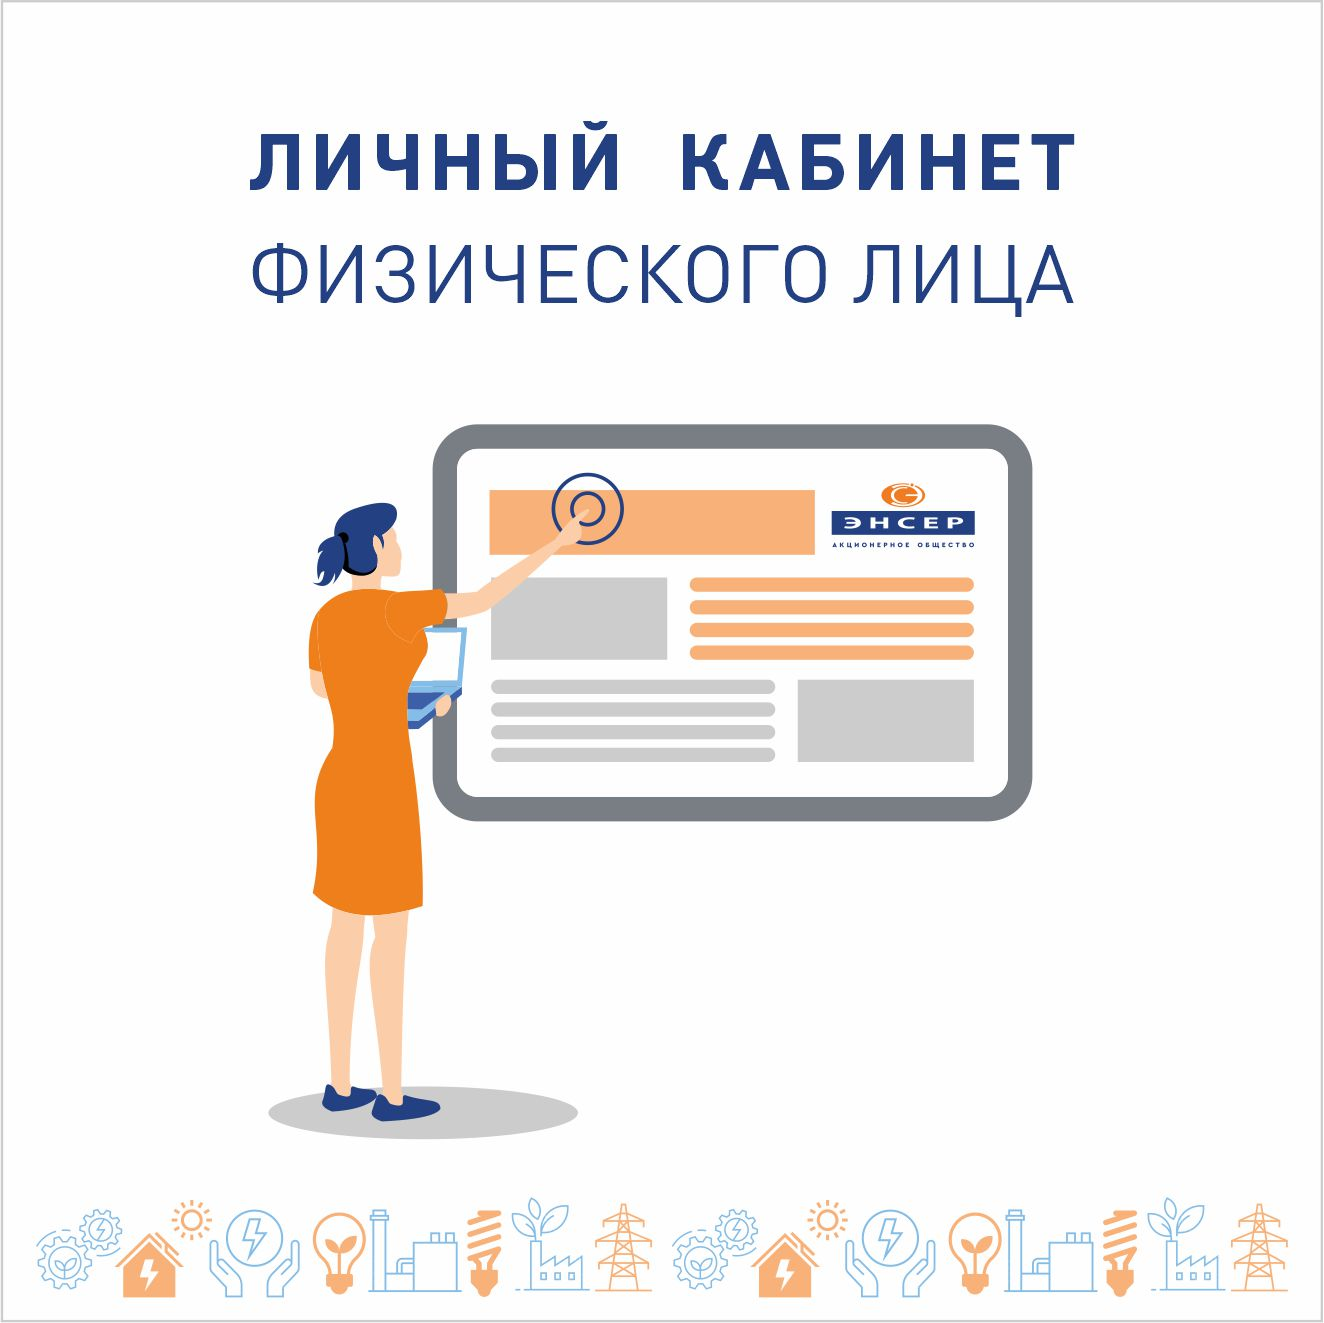 ЛИЧНЫЙ КАБИНЕТ
ФИЗИЧЕСКОГО ЛИЦА
ЭНСЕР
АКЦИОНЕРНОЕ ОБЩЕСТВО